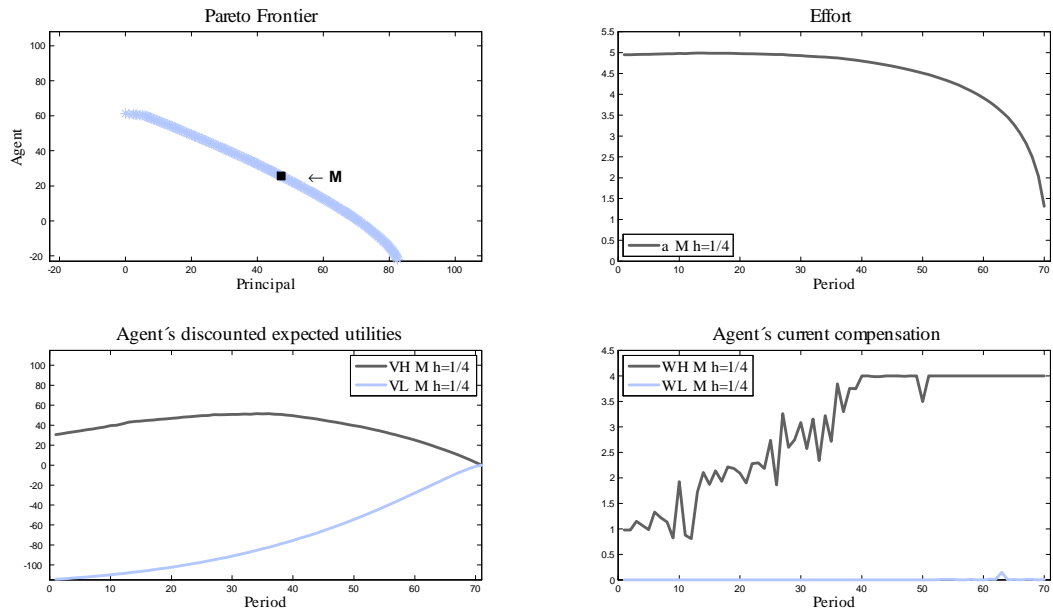 Pareto Frontier
100
80
60
40
20
0
-20
Agent
← M
-20 0 20 40 60 80 100
Principal
Effort
5.5
5
4.5
4
3.5
3
2.5
2
1.5
1
0.5
0
a M h=1/4
0 10 20 30 40 50 60 70
Period
Agent´s discounted expected utilities
100
80
60
40
20
0
-20
-40
-60
-80
-100
VH M h=1/4
VL M h=1/4
0 10 20 30 40 50 60 70
Period
Agent´s current compensation
4.5
4
3.5
3
2.5
2
1.5
1
0.5
0
WH M h=1/4
WL M h=1/4
0 10 20 30 40 50 60 70
Period